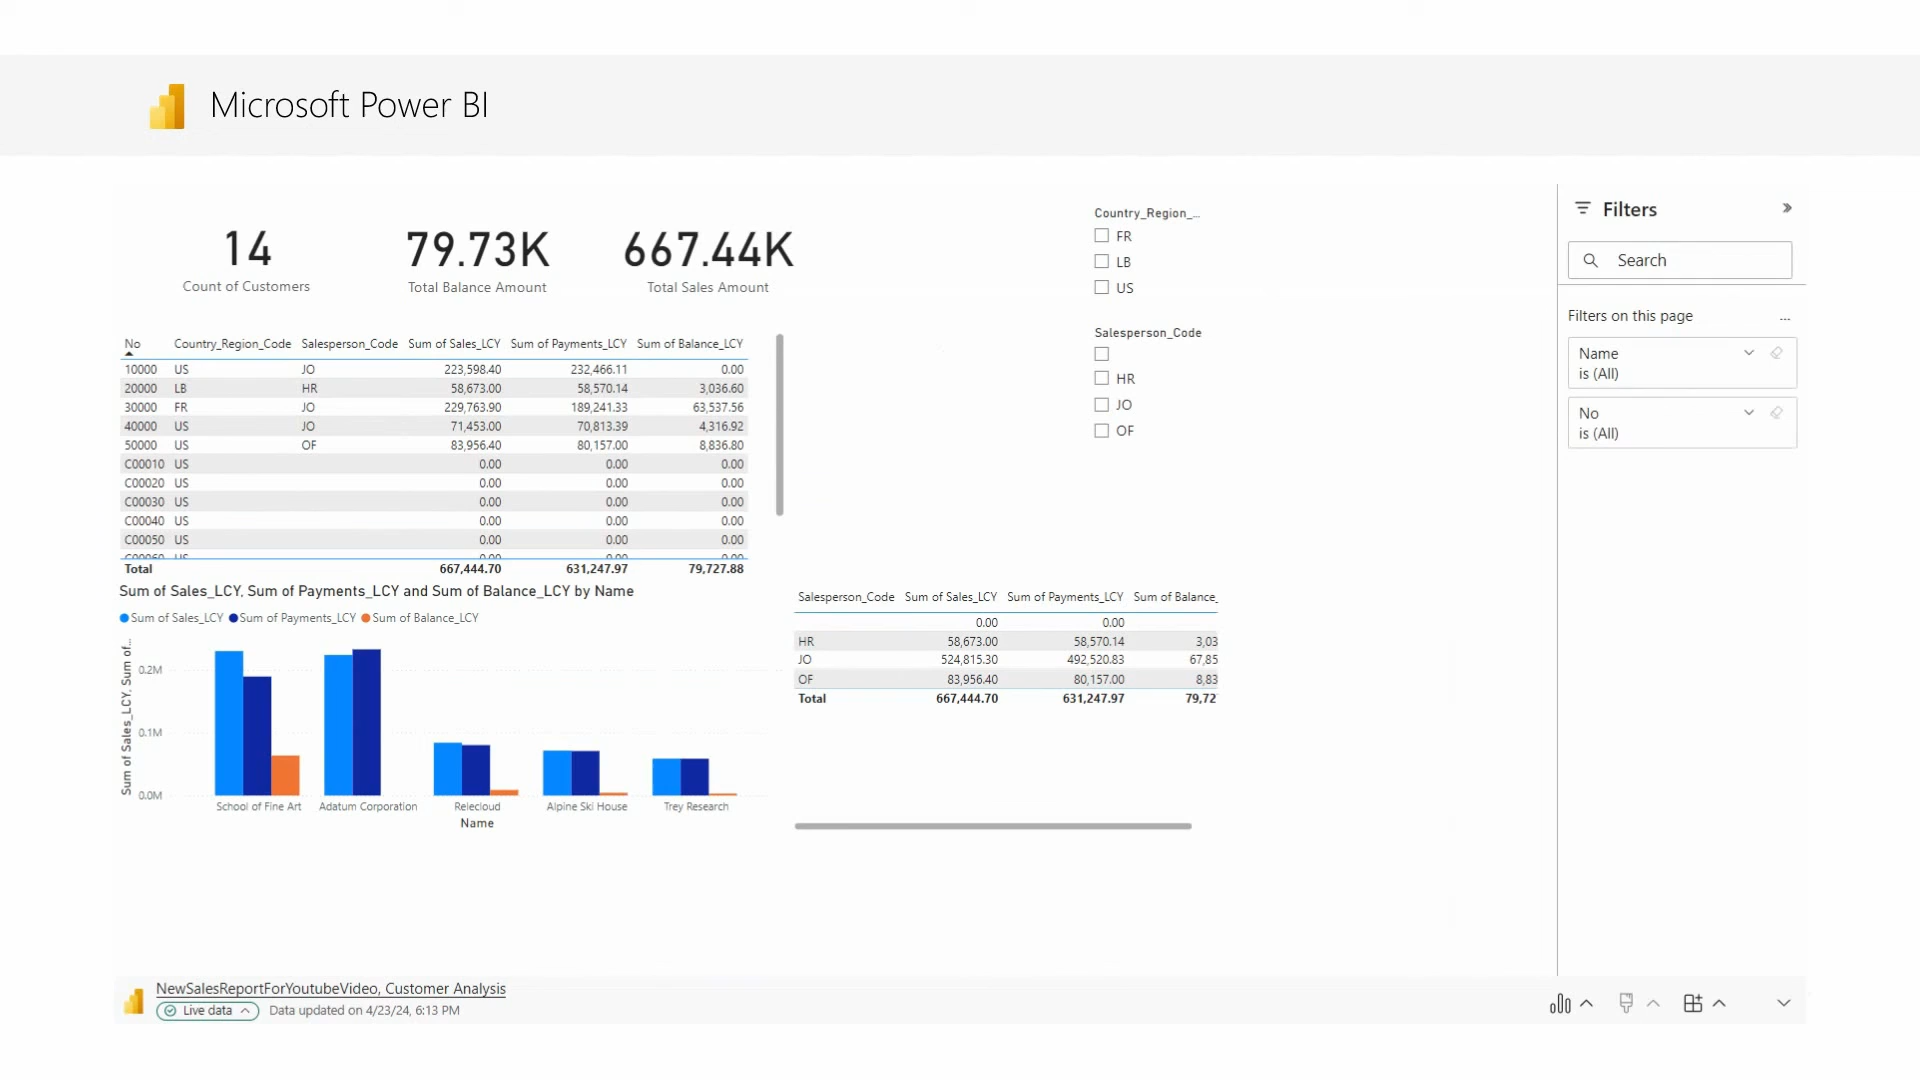 Microsoft Power BI
14
Count of Customers
79.73K
Total Balance Amount
667.44K
Total Sales Amount
Country_Region_...
FR
LB
US
Salesperson_Code
HR
JO
OF
Filters
Search
Filters on this page
...
Name
is (All)
No
is (All)
No Country_Region_Code Salesperson_Code Sum of Sales_LCY Sum of Payments_LCY Sum of Balance_LCY
10000 US JO 223,598.40 232,466.11 0.00
20000 LB HR 58,673.00 58,570.14 3,036.60
30000 FR JO 229,763.90 189,241.33 63,537.56
40000 US JO 71,453.00 70,813.39 4,316.92
50000 US OF 83,956.40 80,157.00 8,836.80
C00010 US 0.00 0.00 0.00
C00020 US 0.00 0.00 0.00
C00030 US 0.00 0.00 0.00
C00040 US 0.00 0.00 0.00
C00050 US 0.00 0.00 0.00
C00060 US 0.00 0.00 0.00
Total 667,444.70 631,247.97 79,727.88
Sum of Sales_LCY, Sum of Payments_LCY and Sum of Balance_LCY by Name
Sum of Sales_LCY Sum of Payments_LCY Sum of Balance_LCY
Sum of Sales_LCY, Sum of...
0.2M
0.1M
0.0M
School of Fine Art Adatum Corporation Relecloud Alpine Ski House Trey Research
Name
Salesperson_Code Sum of Sales_LCY Sum of Payments_LCY Sum of Balance_
0.00 0.00
HR 58,673.00 58,570.14 3,03
JO 524,815.30 492,520.83 67,85
OF 83,956.40 80,157.00 8,83
Total 667,444.70 631,247.97 79,72
NewSalesReportForYoutubeVideo, Customer Analysis
Live data Data updated on 4/23/24, 6:13 PM